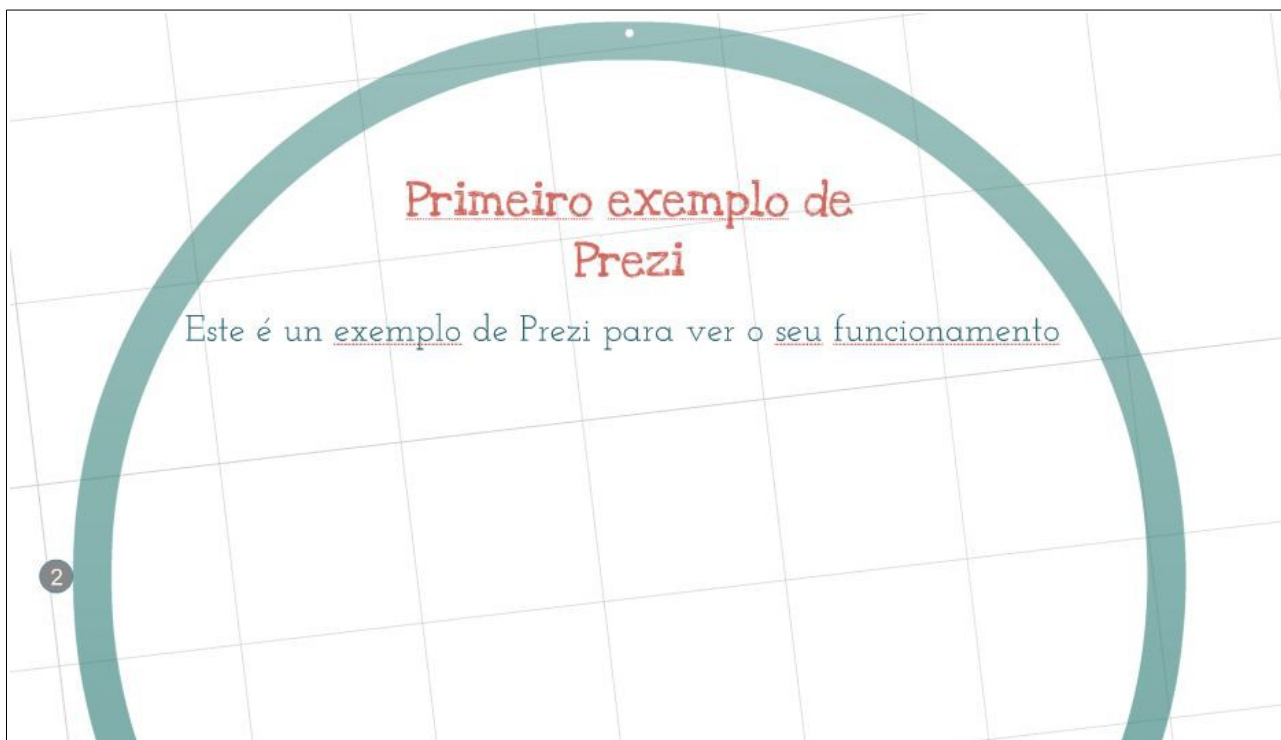 Primeiro exemplo de
Prezi
Este é un exemplo de Prezi para ver o seu funcionamento
2